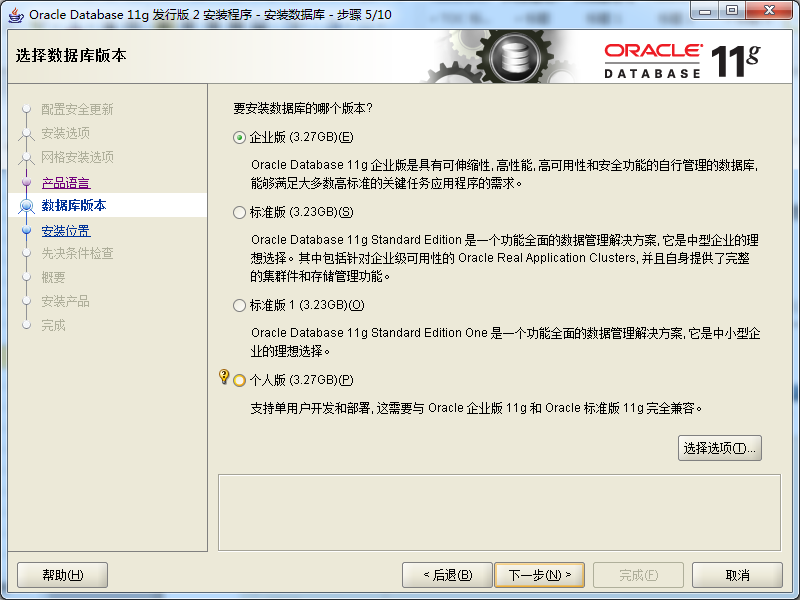 Oracle Database 11g 发行版 2 安装程序 - 安装数据库 - 步骤 5/10
选择数据库版本
ORACLE
DATABASE
11g
配置安全更新
安装选项
网格安装选项
产品语言
数据库版本
安装位置
先决条件检查
概要
安装产品
完成
要安装数据库的哪个版本?
企业版 (3.27GB)(E)
Oracle Database 11g 企业版是具有可伸缩性, 高性能, 高可用性和安全功能的自行管理的数据库,
能够满足大多数高标准的关键任务应用程序的需求。
标准版 (3.23GB)(S)
Oracle Database 11g Standard Edition 是一个功能全面的数据管理解决方案, 它是中型企业的理
想选择。其中包括针对企业级可用性的 Oracle Real Application Clusters, 并且自身提供了完整
的集群件和存储管理功能。
标准版 1 (3.23GB)(O)
Oracle Database 11g Standard Edition One 是一个功能全面的数据管理解决方案, 它是中小型企
业的理想选择。
个人版 (3.27GB)(P)
支持单用户开发和部署, 这需要与 Oracle 企业版 11g 和 Oracle 标准版 11g 完全兼容。
选择选项(T)...
帮助(H)
< 后退(B)
下一步(N) >
完成(F)
取消